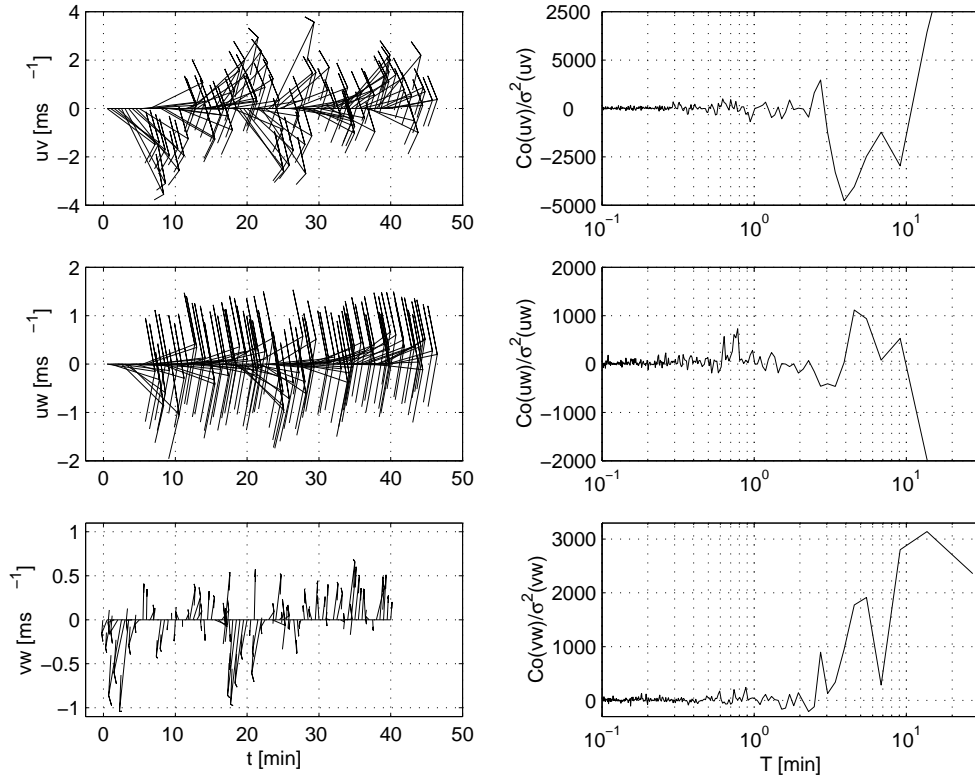 4
2
0
−2
−4
0 10 20 30 40 50
uv [ms −1]
2500
5000
0
−2500
−5000
10−1 100 101
Co(uv)/σ2(uv)
2
1
0
−1
−2
0 10 20 30 40 50
uw [ms −1]
2000
1000
0
−1000
−2000
10−1 100 101
Co(uw)/σ2(uw)
1
0.5
0
−0.5
−1
0 10 20 30 40 50
vw [ms −1]
t [min]
3000
2000
1000
0
10−1 100 101
Co(vw)/σ2(vw)
T [min]